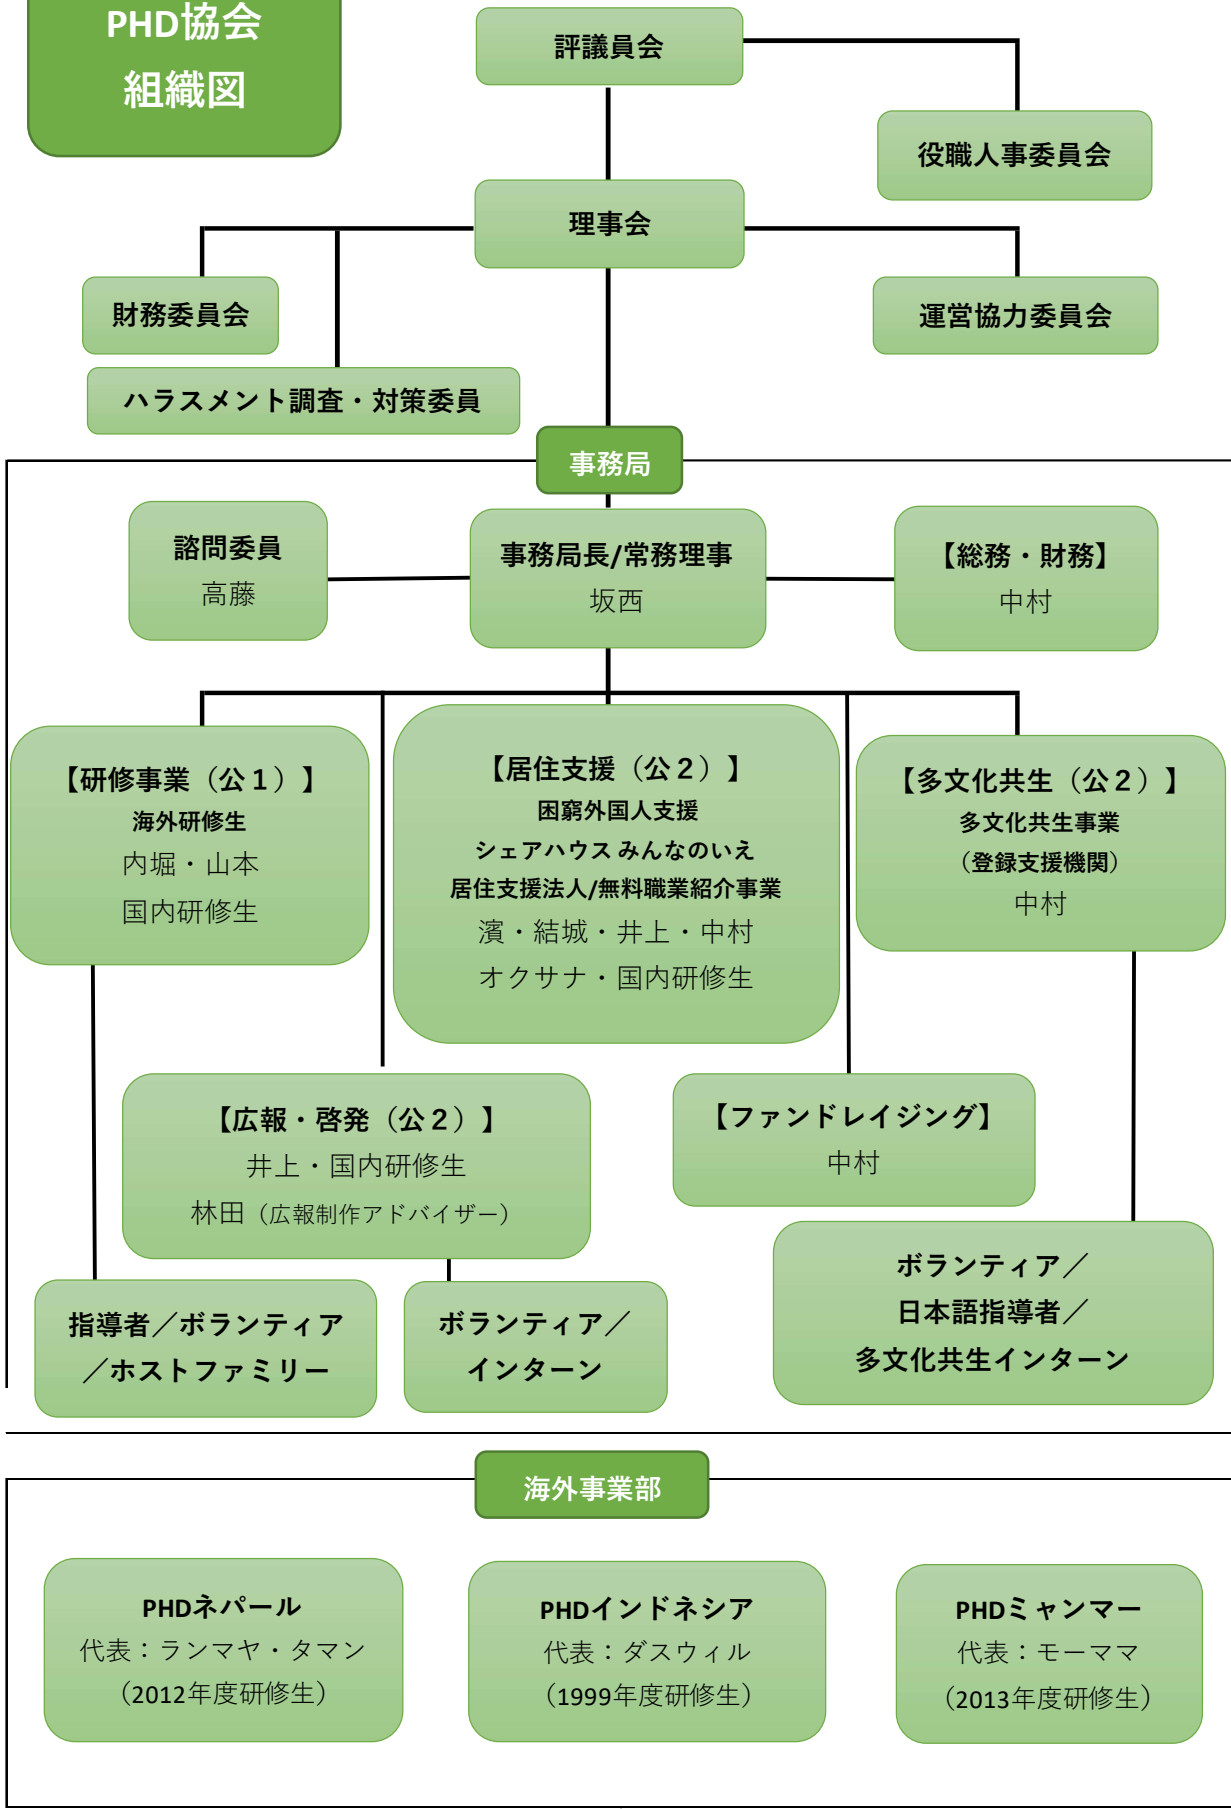 PHD協会
組織図
評議員会
役職人事委員会
理事会
財務委員会
運営協力委員会
ハラスメント調査・対策委員
事務局
諮問委員
高藤
事務局長/常務理事
坂西
【総務・財務】
中村
【研修事業（公１）】
海外研修生
内堀・山本
国内研修生
【居住支援（公２）】
困窮外国人支援
シェアハウス みんなのいえ
居住支援法人/無料職業紹介事業
濱・結城・井上・中村
オクサナ・国内研修生
【多文化共生（公２）】
多文化共生事業
（登録支援機関）
中村
【広報・啓発（公２）】
井上・国内研修生
林田（広報制作アドバイザー）
【ファンドレイジング】
中村
指導者／ボランティア
／ホストファミリー
ボランティア／
インターン
ボランティア／
日本語指導者／
多文化共生インターン
海外事業部
PHDネパール
代表：ランマヤ・タマン
（2012年度研修生）
PHDインドネシア
代表：ダスウィル
（1999年度研修生）
PHDミャンマー
代表：モーママ
（2013年度研修生）